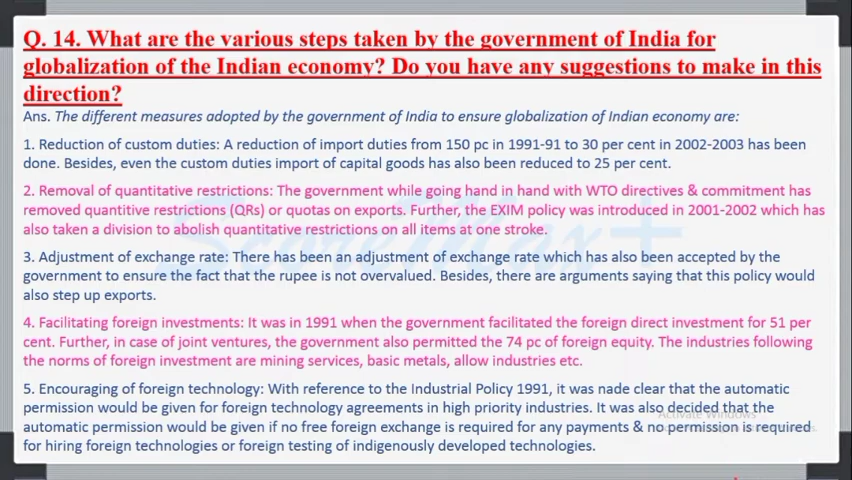 Q. 14. What are the various steps taken by the government of India for
globalization of the Indian economy? Do you have any suggestions to make in this
direction?
Ans. The different measures adopted by the government of India to ensure globalization of Indian economy are:
1. Reduction of custom duties: A reduction of import duties from 150 pc in 1991-91 to 30 per cent in 2002-2003 has been
done. Besides, even the custom duties import of capital goods has also been reduced to 25 per cent.
2. Removal of quantitative restrictions: The government while going hand in hand with WTO directives & commitment has
removed quantitive restrictions (QRs) or quotas on exports. Further, the EXIM policy was introduced in 2001-2002 which has
also taken a division to abolish quantitative restrictions on all items at one stroke.
3. Adjustment of exchange rate: There has been an adjustment of exchange rate which has also been accepted by the
government to ensure the fact that the rupee is not overvalued. Besides, there are arguments saying that this policy would
also step up exports.
4. Facilitating foreign investments: It was in 1991 when the government facilitated the foreign direct investment for 51 per
cent. Further, in case of joint ventures, the government also permitted the 74 pc of foreign equity. The industries following
the norms of foreign investment are mining services, basic metals, allow industries etc.
5. Encouraging of foreign technology: With reference to the Industrial Policy 1991, it was nade clear that the automatic
permission would be given for foreign technology agreements in high priority industries. It was also decided that the
Activate Windows
automatic permission would be given if no free foreign exchange is required for any payments & no permission is required
for hiring foreign technologies or foreign testing of indigenously developed technologies.
ScoreMax+